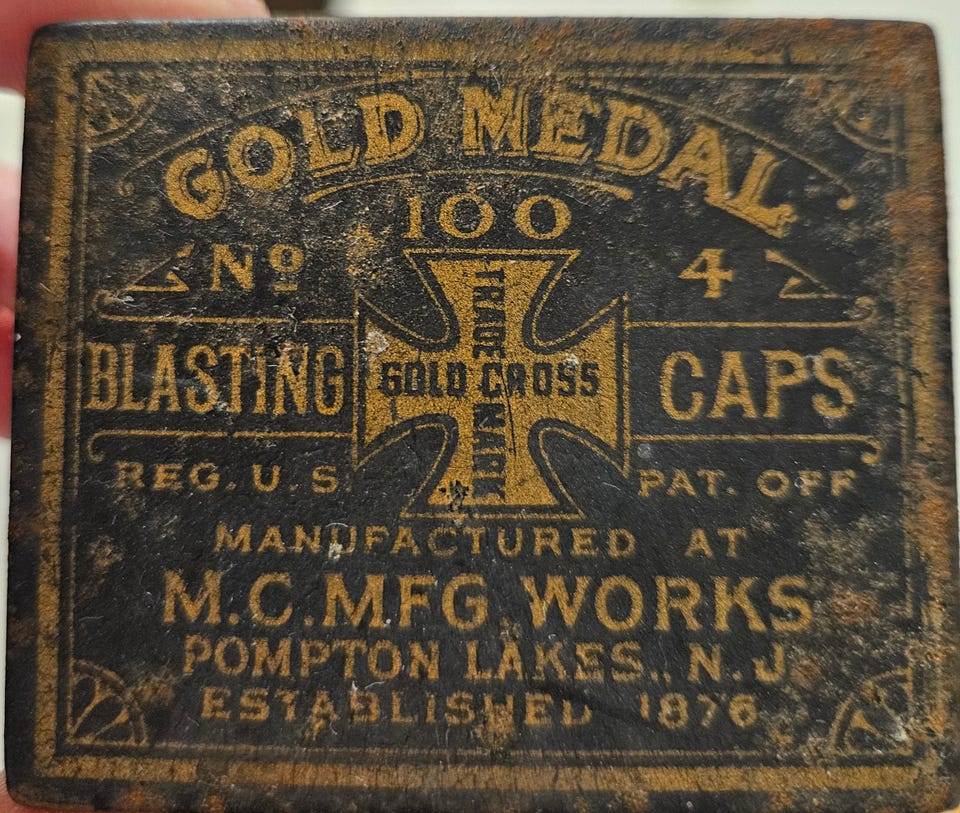 GOLD MEDAL
100
No 4
TRADE MARK
GOLD CROSS
BLASTING CAPS
REG. U.S. PAT. OFF
MANUFACTURED AT
M.C. MFG. WORKS
POMPTON LAKES., N.J.
ESTABLISHED 1876